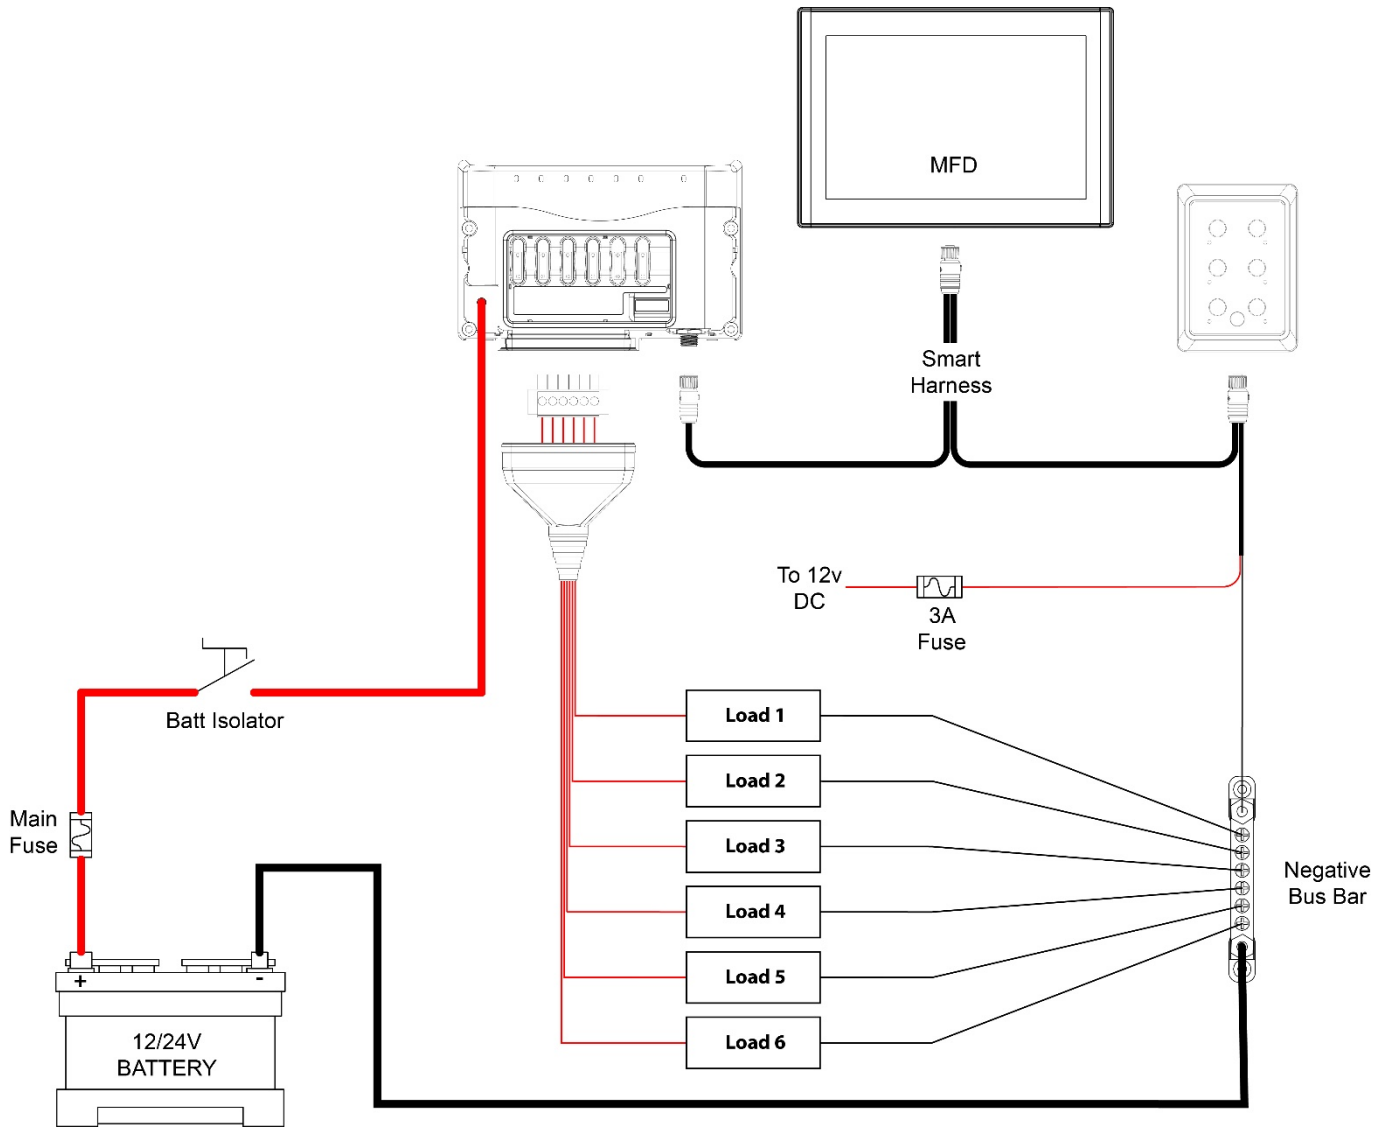 MFD
Smart
Harness
To 12v
DC
3A
Fuse
Batt Isolator
Load 1
Load 2
Load 3
Load 4
Load 5
Load 6
Main
Fuse
Negative
Bus Bar
+ -
12/24V
BATTERY